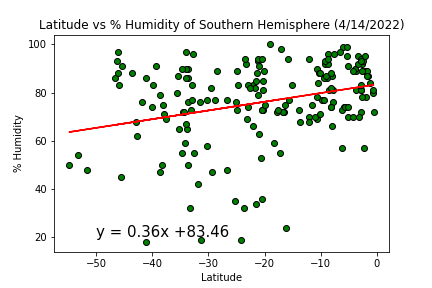 Latitude vs % Humidity of Southern Hemisphere (4/14/2022)
% Humidity
100
80
60
40
20
y = 0.36x +83.46
−50 −40 −30 −20 −10 0
Latitude